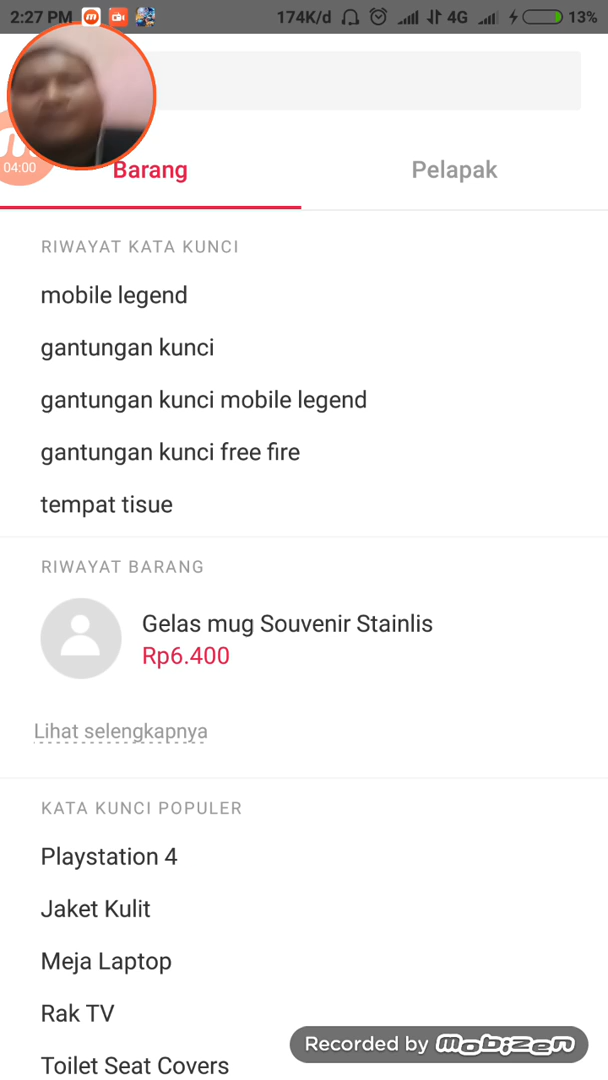 2:27 PM 174K/d 4G 13%
04:00
Barang Pelapak
RIWAYAT KATA KUNCI
mobile legend
gantungan kunci
gantungan kunci mobile legend
gantungan kunci free fire
tempat tisue
RIWAYAT BARANG
Gelas mug Souvenir Stainlis
Rp6.400
Lihat selengkapnya
KATA KUNCI POPULER
Playstation 4
Jaket Kulit
Meja Laptop
Rak TV
Recorded by mobizen
Toilet Seat Covers